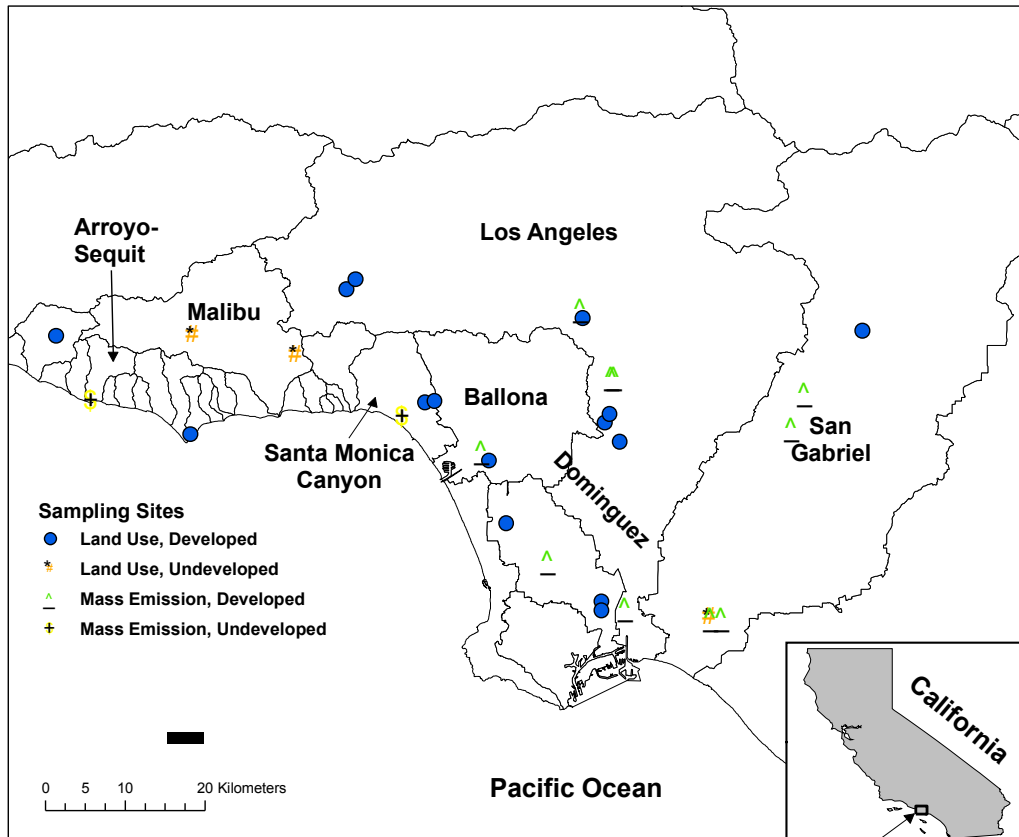 Arroyo-
Sequit
Los Angeles
Malibu
Ballona
San
Gabriel
Santa Monica
Canyon
Dominguez
Sampling Sites
Land Use, Developed
Land Use, Undeveloped
Mass Emission, Developed
Mass Emission, Undeveloped
0 5 10 20 Kilometers
Pacific Ocean
California